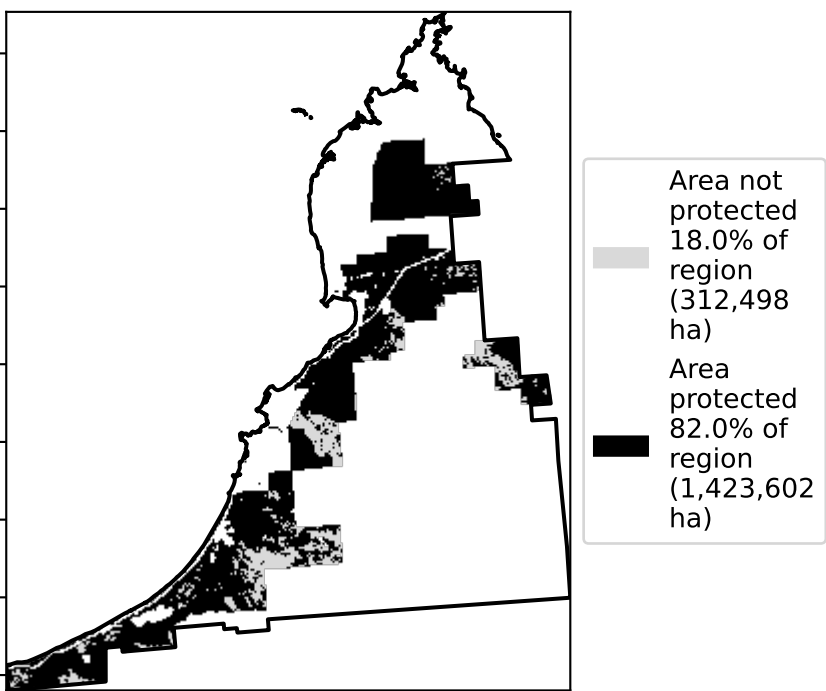 Area not
protected
18.0% of
region
(312,498
ha)
Area
protected
82.0% of
region
(1,423,602
ha)